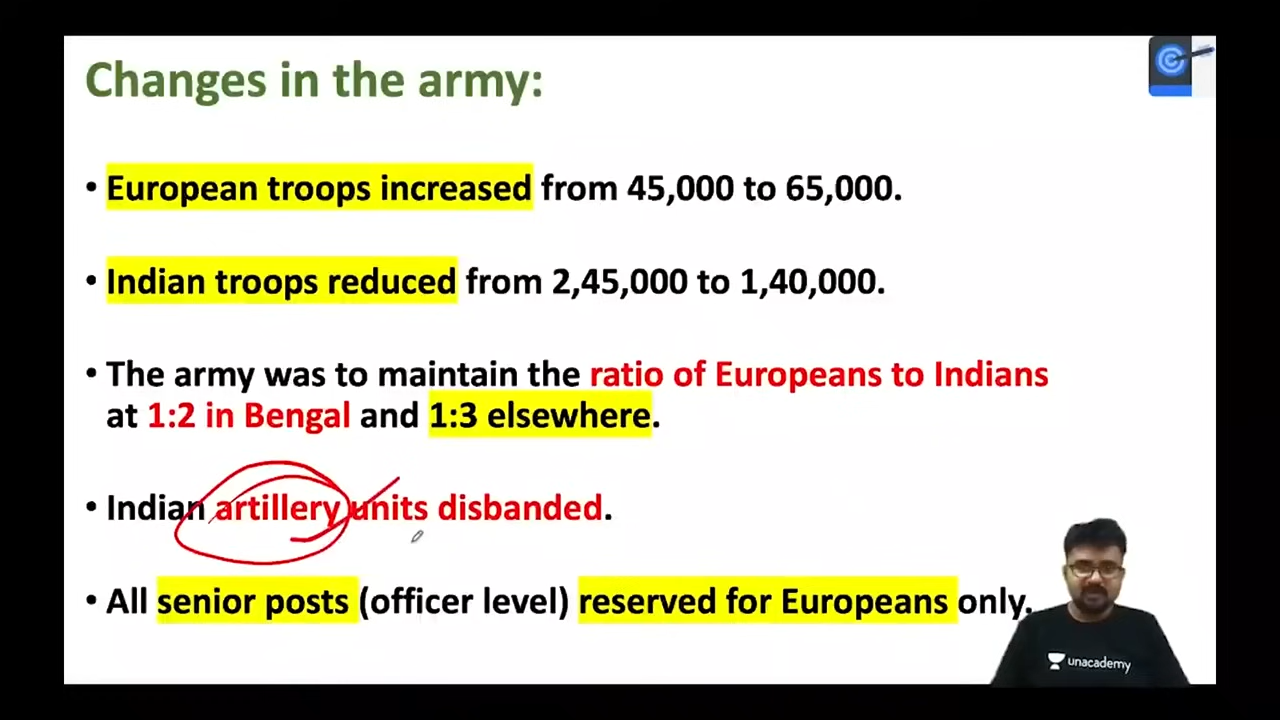 Changes in the army:
• European troops increased from 45,000 to 65,000.
• Indian troops reduced from 2,45,000 to 1,40,000.
• The army was to maintain the ratio of Europeans to Indians
at 1:2 in Bengal and 1:3 elsewhere.
• Indian artillery units disbanded.
• All senior posts (officer level) reserved for Europeans only.
unacademy